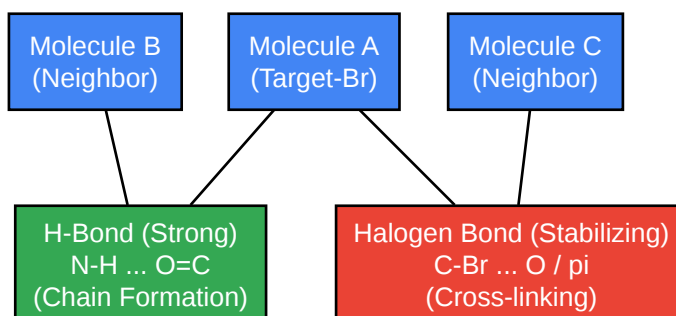 Molecule B
(Neighbor)
Molecule A
(Target-Br)
Molecule C
(Neighbor)
H-Bond (Strong)
N-H ... O=C
(Chain Formation)
Halogen Bond (Stabilizing)
C-Br ... O / pi
(Cross-linking)